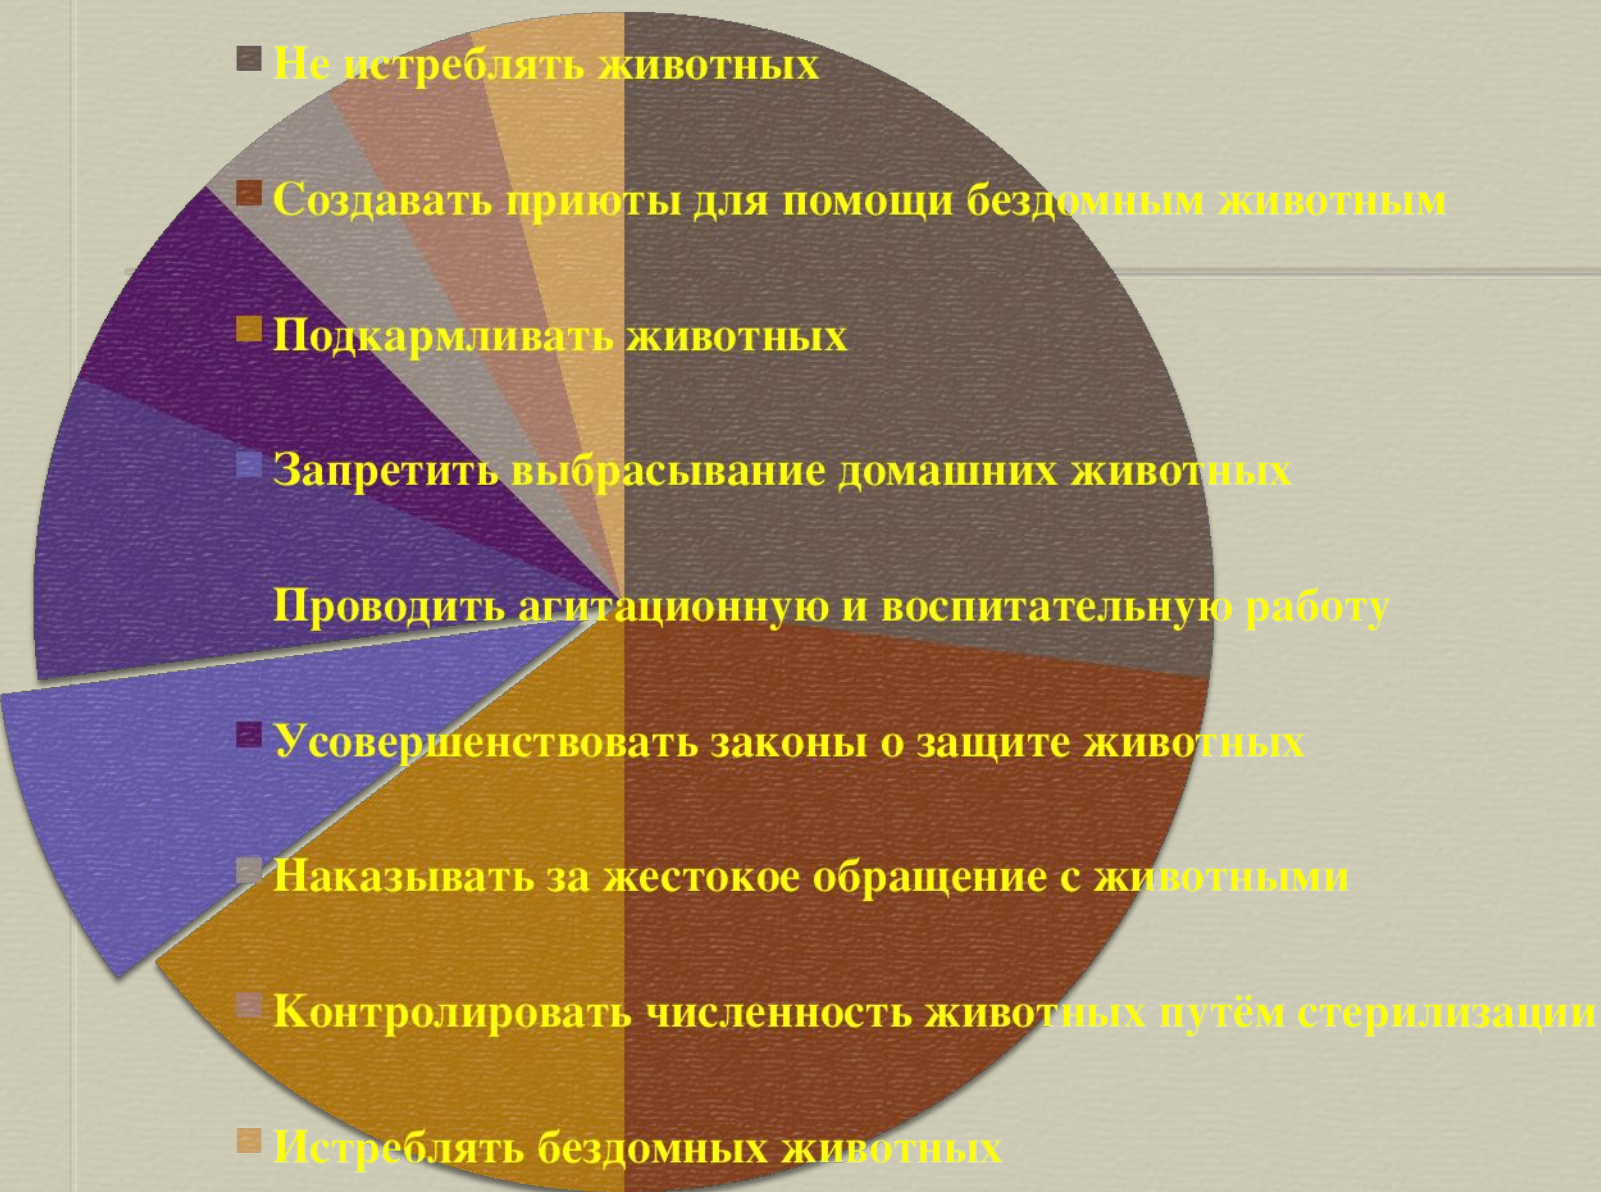 Не истреблять животных
Создавать приюты для помощи бездомным животным
Подкармливать животных
Запретить выбрасывание домашних животных
Проводить агитационную и воспитательную работу
Усовершенствовать законы о защите животных
Наказывать за жестокое обращение с животными
Контролировать численность животных путём стерилизации
Истреблять бездомных животных